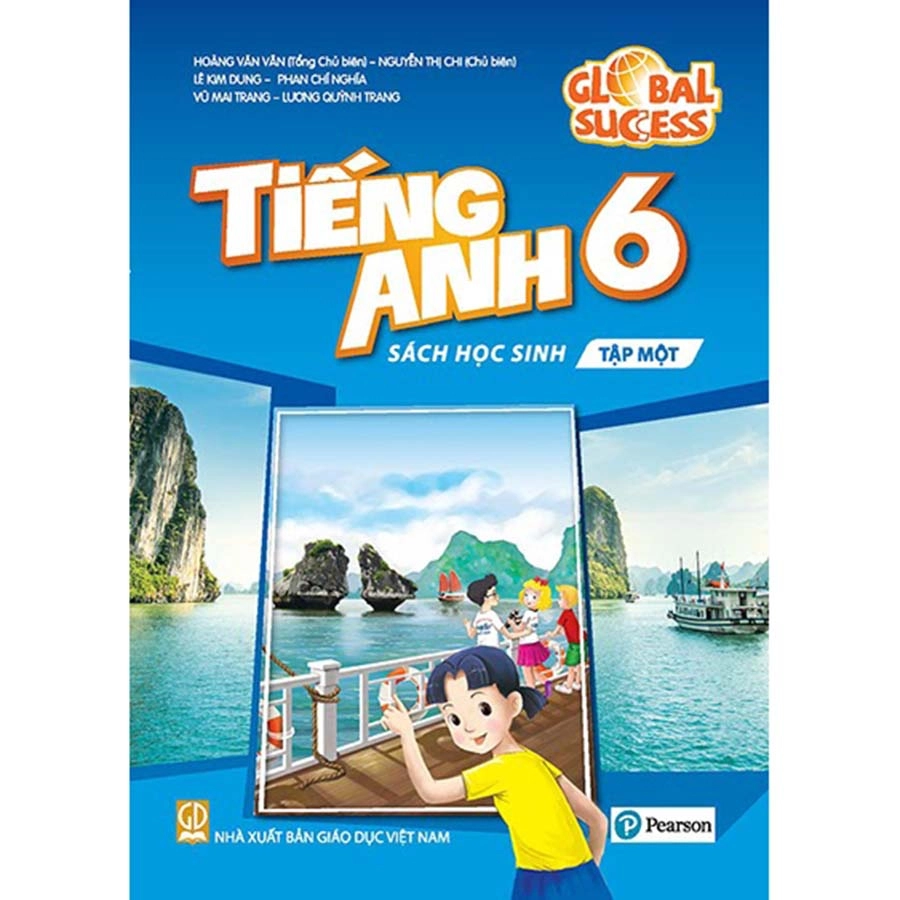 HOÀNG VĂN VÂN (Tổng Chủ biên) – NGUYỄN THỊ CHI (Chủ biên)
LÊ KIM DUNG – PHAN CHÍ NGHĨA
VŨ MAI TRANG – LƯƠNG QUỲNH TRANG
GLOBAL
SUCCESS
TIẾNG
ANH 6
SÁCH HỌC SINH TẬP MỘT
GD
NHÀ XUẤT BẢN GIÁO DỤC VIỆT NAM
P Pearson